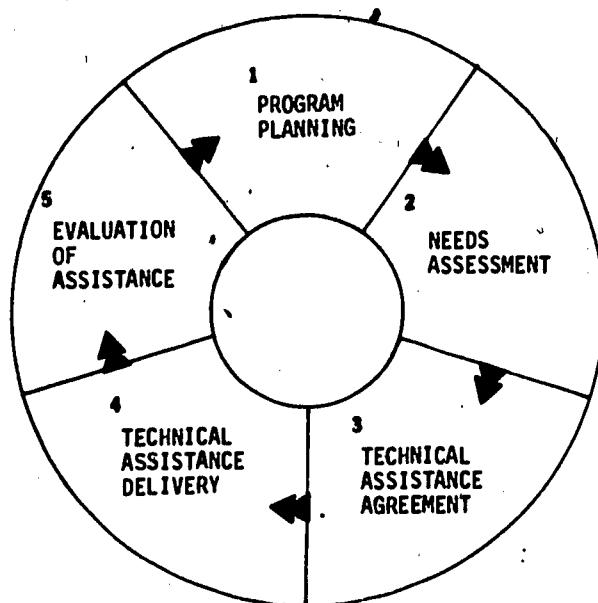 1
PROGRAM
PLANNING
2
NEEDS
ASSESSMENT
3
TECHNICAL
ASSISTANCE
AGREEMENT
4
TECHNICAL
ASSISTANCE
DELIVERY
5
EVALUATION
OF
ASSISTANCE